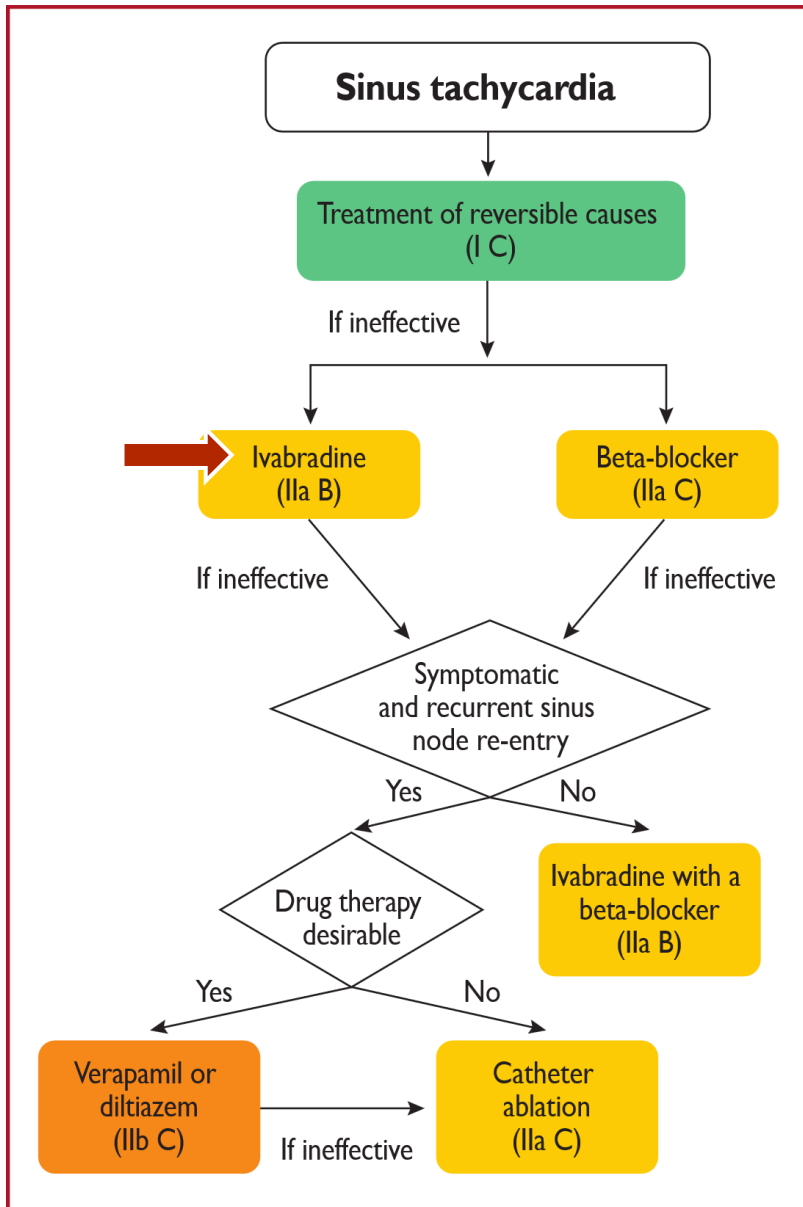 Sinus tachycardia
Treatment of reversible causes
(I C)
If ineffective
Ivabradine
(IIa B)
Beta-blocker
(IIa C)
If ineffective
If ineffective
Symptomatic
and recurrent sinus
node re-entry
Yes
No
Drug therapy
desirable
Ivabradine with a
beta-blocker
(IIa B)
Yes
No
Verapamil or
diltiazem
(IIb C)
If ineffective
Catheter
ablation
(IIa C)